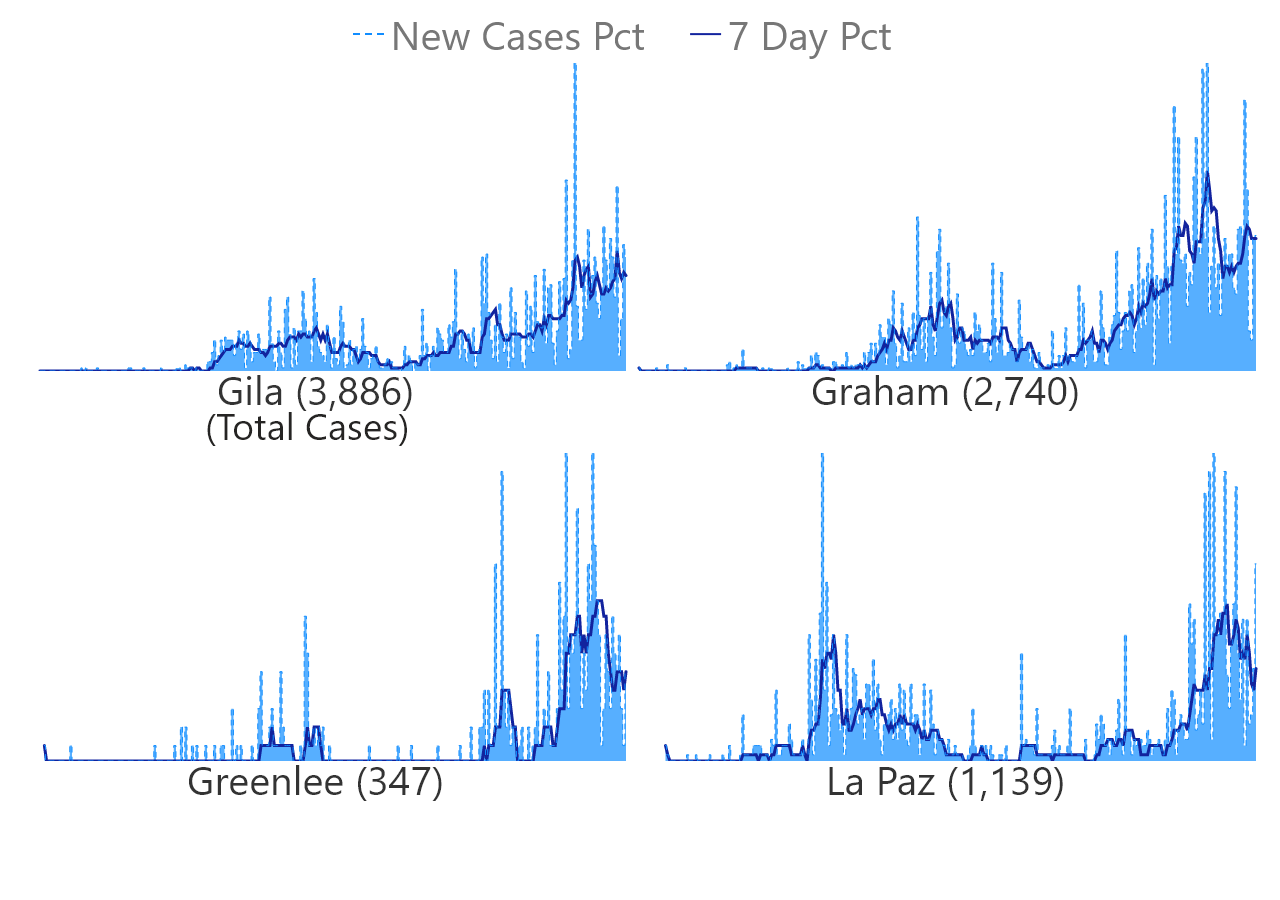 New Cases Pct 7 Day Pct
Gila (3,886)
(Total Cases)
Graham (2,740)
Greenlee (347)
La Paz (1,139)